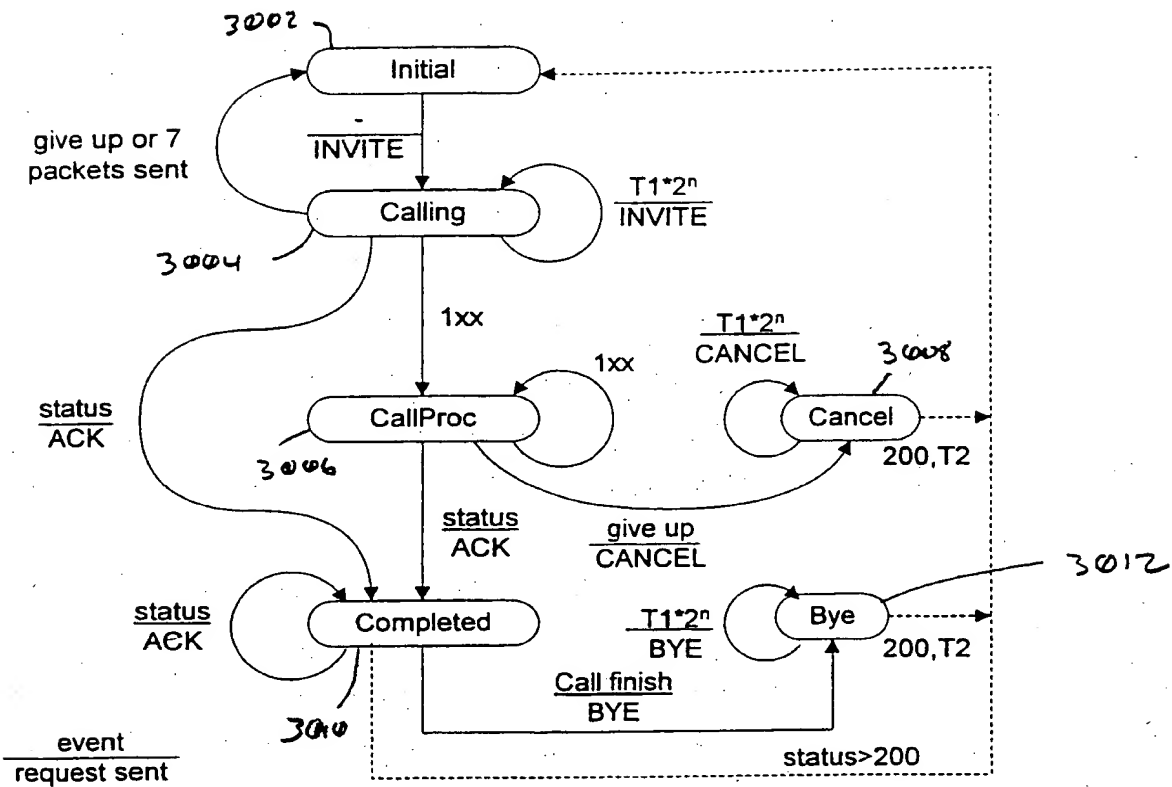 3002
Initial
give up or 7
packets sent
-
INVITE
Calling
T1*2ⁿ
INVITE
3004
1xx
T1*2ⁿ
CANCEL
3008
1xx
status
ACK
CallProc
Cancel
3006
200,T2
status
ACK
give up
CANCEL
3012
status
ACK
Completed
T1*2ⁿ
BYE
Bye
200,T2
Call finish
BYE
3010
event
request sent
status>200